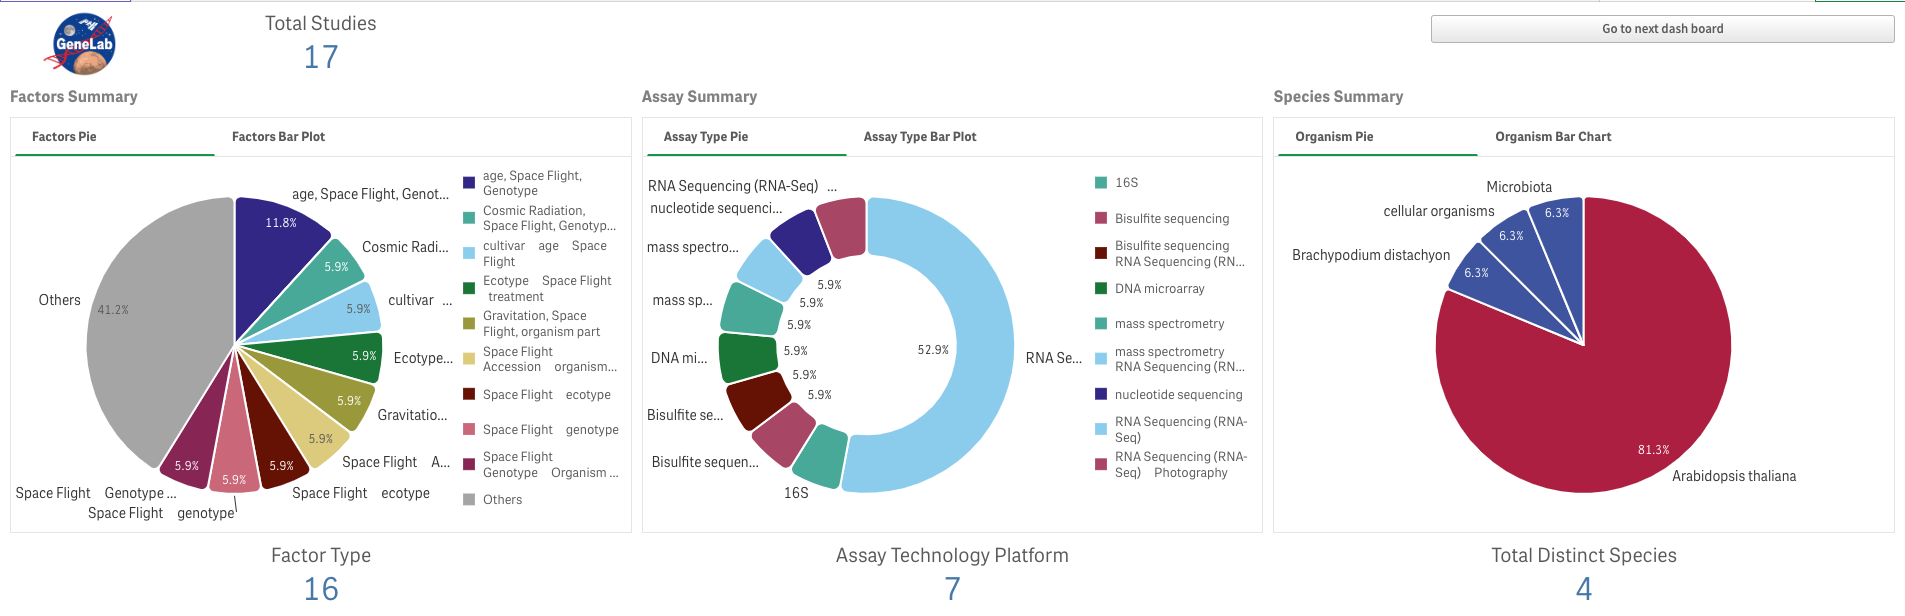 GeneLab
Total Studies
17
Go to next dash board
Factors Summary
Factors Pie
Factors Bar Plot
age, Space Flight, Genot...
Cosmic Radi...
cultivar ...
Ecotype...
Gravitatio...
Space Flight A...
Space Flight ecotype
Space Flight genotype
Space Flight Genotype ...
Others
11.8%
5.9%
5.9%
5.9%
5.9%
5.9%
5.9%
5.9%
5.9%
41.2%
age, Space Flight,
Genotype
Cosmic Radiation,
Space Flight, Genotyp...
cultivar age Space
Flight
Ecotype Space Flight
treatment
Gravitation, Space
Flight, organism part
Space Flight
Accession organism...
Space Flight ecotype
Space Flight genotype
Space Flight
Genotype Organism ...
Others
Factor Type
16
Assay Summary
Assay Type Pie
Assay Type Bar Plot
RNA Sequencing (RNA-Seq) ...
nucleotide sequenci...
mass spectro...
mass sp...
DNA mi...
Bisulfite se...
Bisulfite sequen...
16S
RNA Se...
5.9%
5.9%
5.9%
5.9%
5.9%
5.9%
52.9%
16S
Bisulfite sequencing
Bisulfite sequencing
RNA Sequencing (RN...
DNA microarray
mass spectrometry
mass spectrometry
RNA Sequencing (RN...
nucleotide sequencing
RNA Sequencing (RNA-
Seq)
RNA Sequencing (RNA-
Seq) Photography
Assay Technology Platform
7
Species Summary
Organism Pie
Organism Bar Chart
Microbiota
cellular organisms
Brachypodium distachyon
6.3%
6.3%
6.3%
81.3%
Arabidopsis thaliana
Total Distinct Species
4